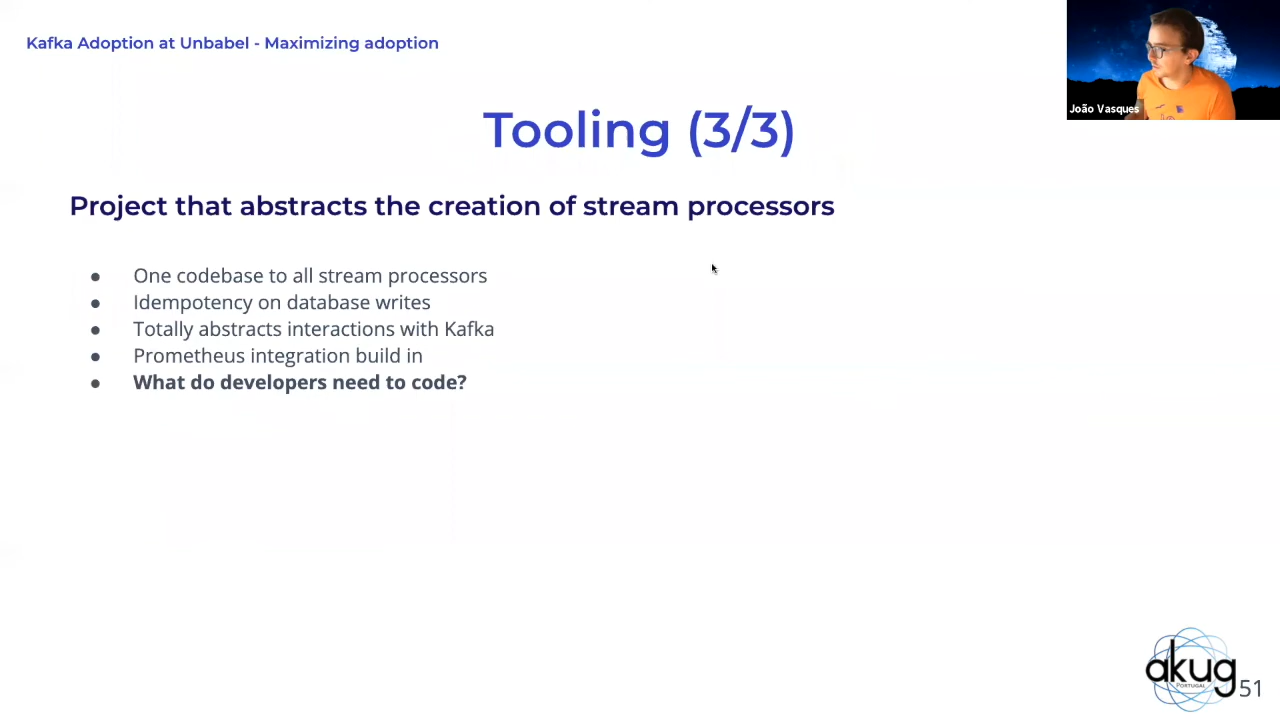 Kafka Adoption at Unbabel - Maximizing adoption
João Vasques
Tooling (3/3)
Project that abstracts the creation of stream processors
● One codebase to all stream processors
● Idempotency on database writes
● Totally abstracts interactions with Kafka
● Prometheus integration build in
● What do developers need to code?
akug
PORTUGAL
51